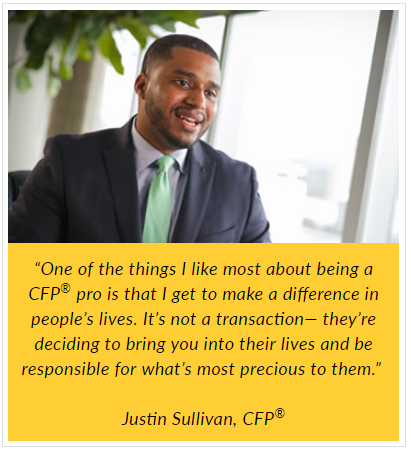 “One of the things I like most about being a
CFP® pro is that I get to make a difference in
people’s lives. It’s not a transaction— they’re
deciding to bring you into their lives and be
responsible for what’s most precious to them.”
Justin Sullivan, CFP®